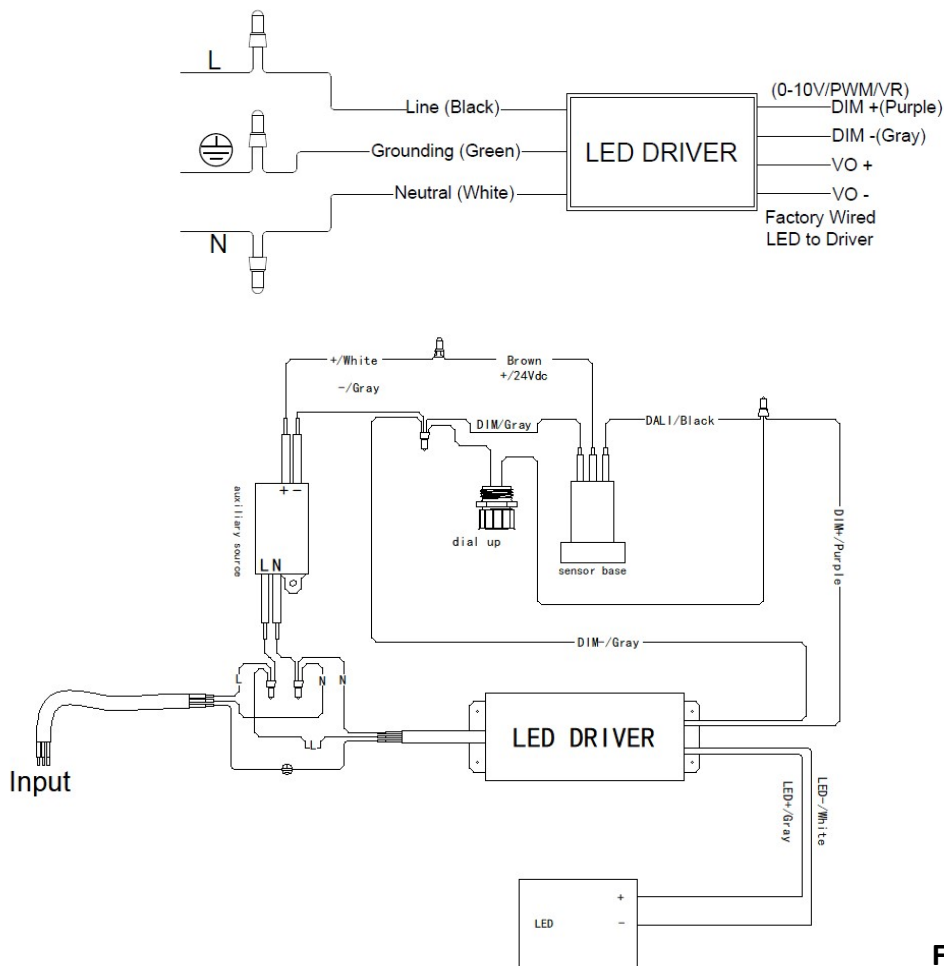 L
Line (Black)
Grounding (Green)
Neutral (White)
N
LED DRIVER
(0-10V/PWM/VR)
DIM +(Purple)
DIM -(Gray)
VO +
VO -
Factory Wired
LED to Driver
+/White
Brown
+/24Vdc
-/Gray
DIM/Gray
DALI/Black
auxiliary source
+ -
L N
dial up
sensor base
DIM+/Purple
DIM-/Gray
L
N
N
L
LED DRIVER
Input
LED+/Gray
LED-/White
LED
+
-
F